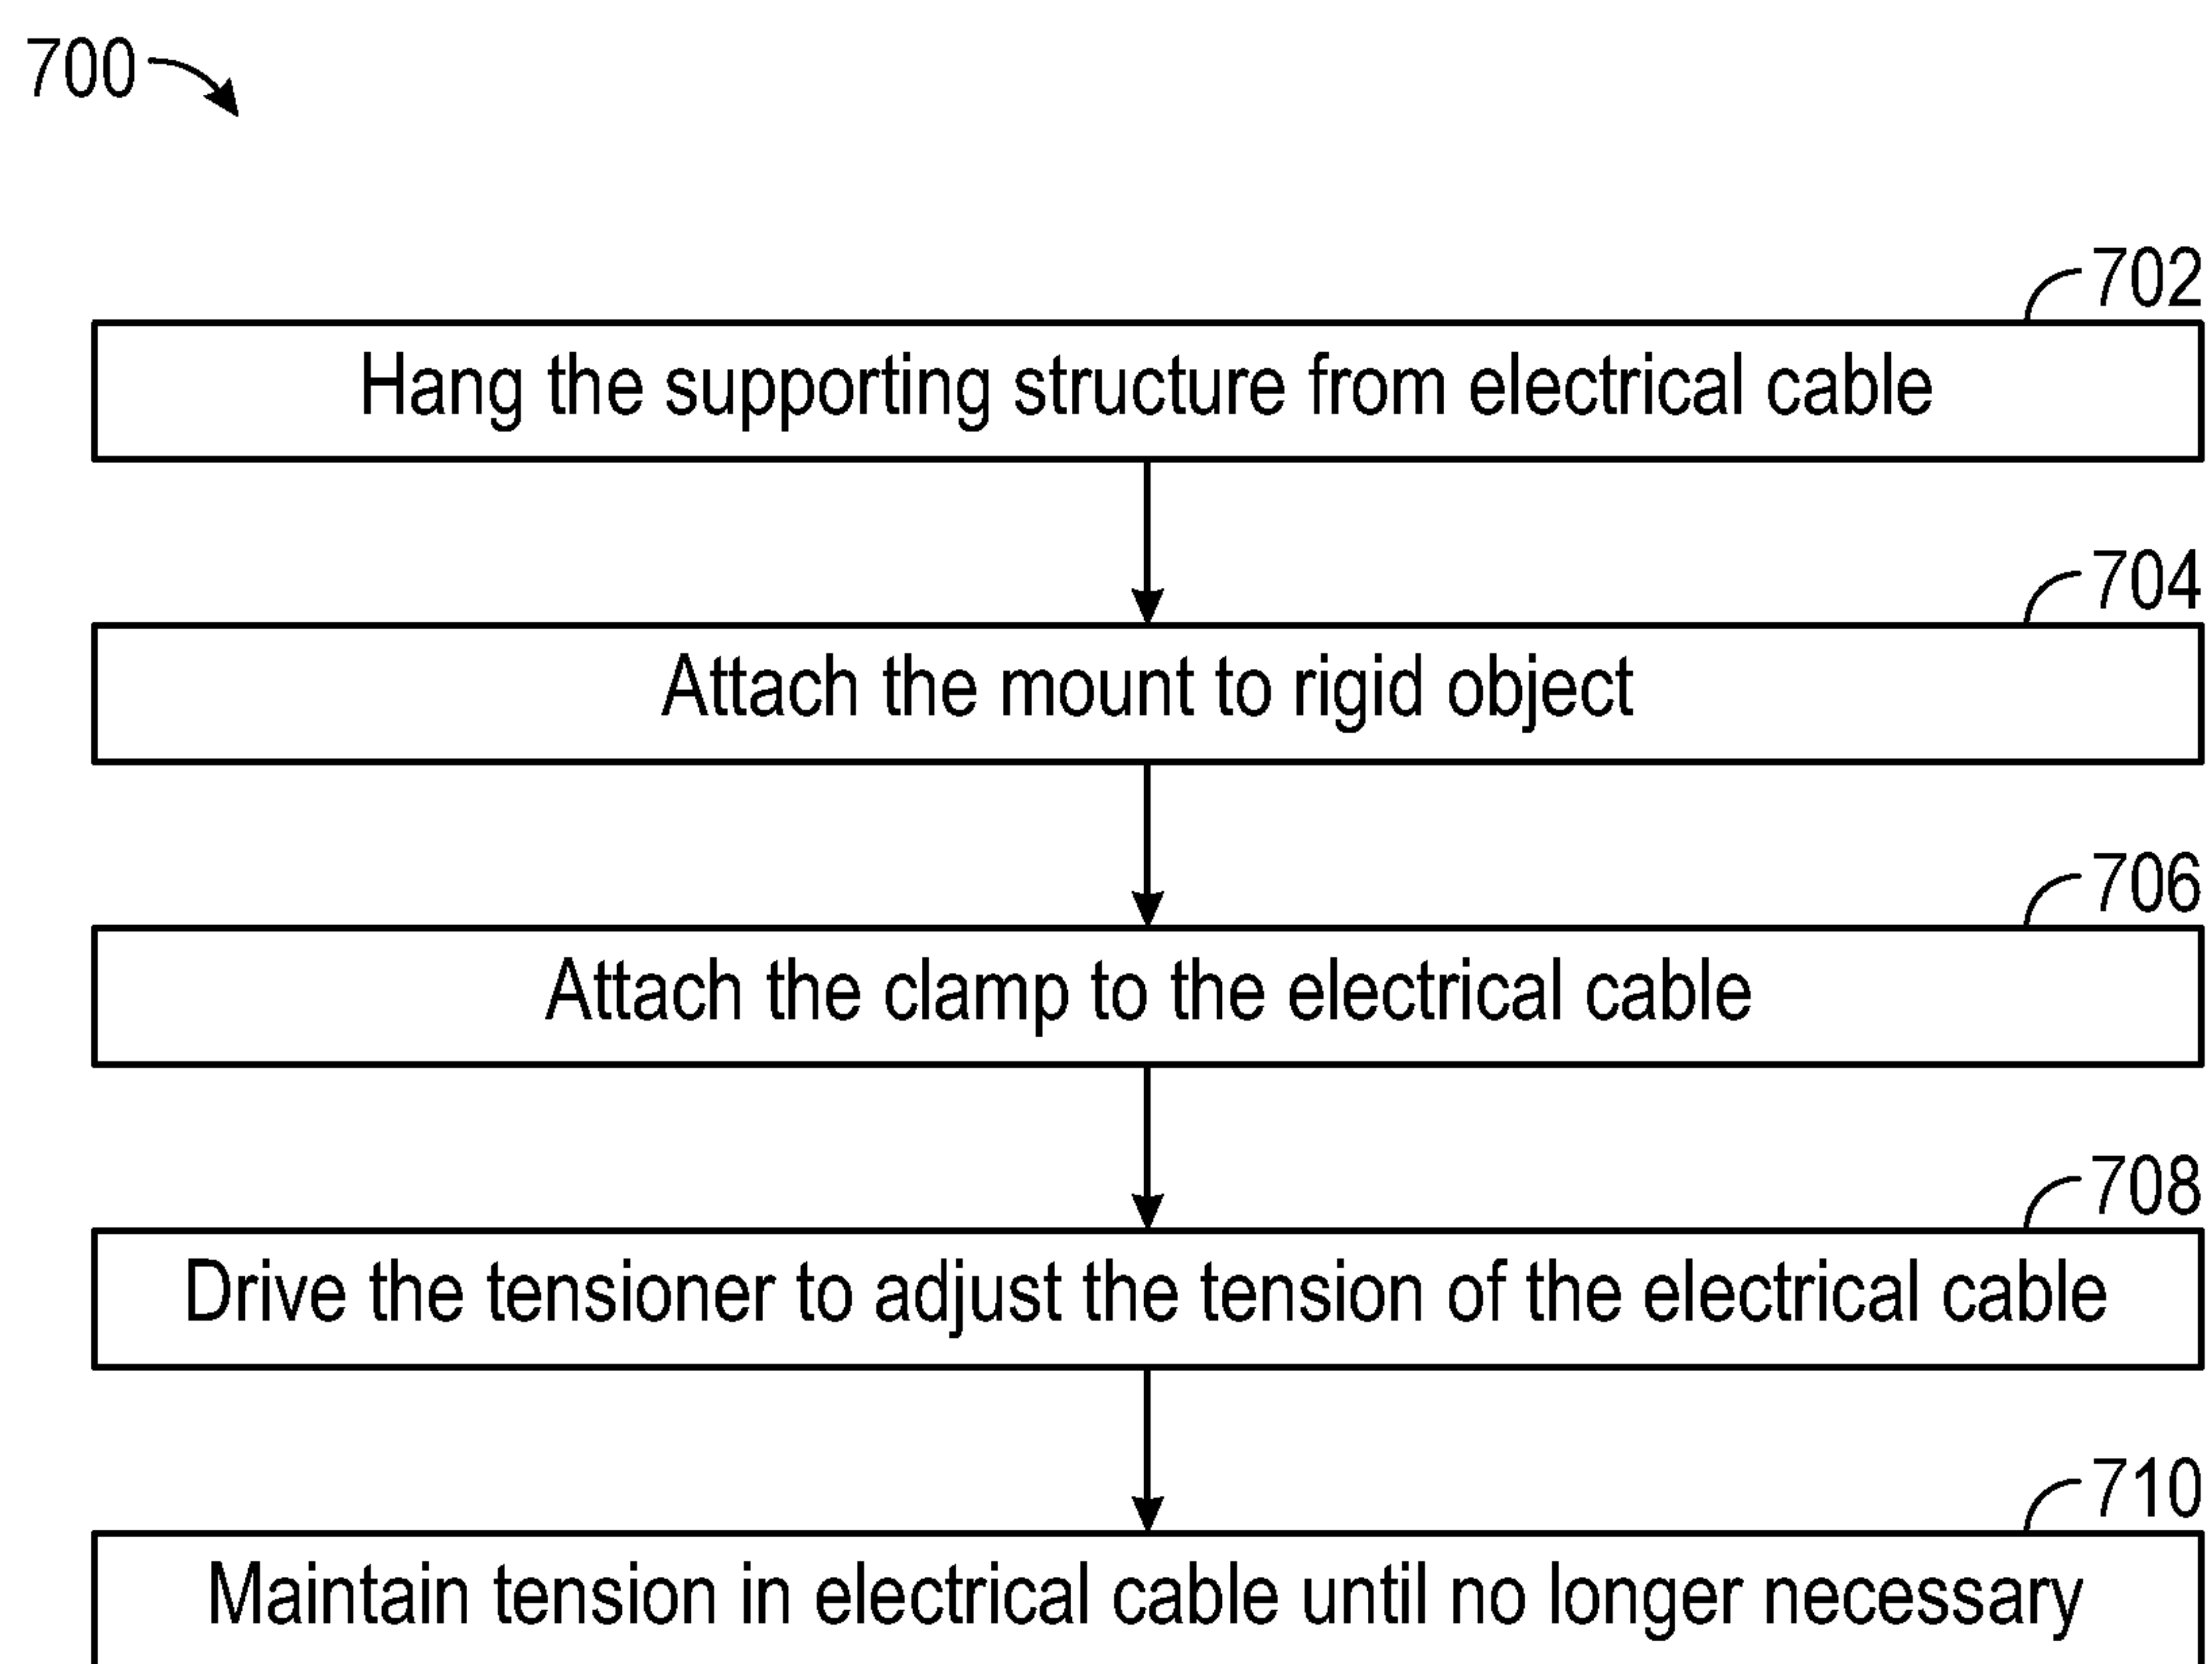 700
702
Hang the supporting structure from electrical cable
704
Attach the mount to rigid object
706
Attach the clamp to the electrical cable
708
Drive the tensioner to adjust the tension of the electrical cable
710
Maintain tension in electrical cable until no longer necessary